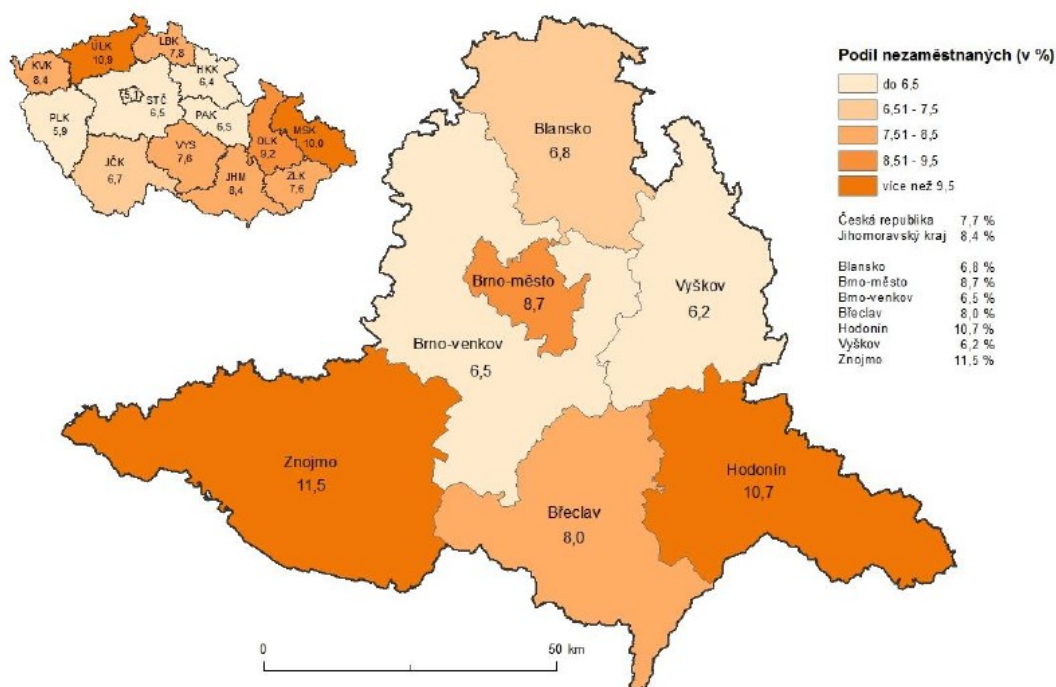 ÚLK
10,9
LBK
7,8
KVK
8,4
HKK
6,4
STČ
6,5
PLK
5,9
PAK
6,5
MSK
10,0
OLK
9,2
VYS
7,6
JČK
6,7
JHM
8,4
ZLK
7,6
Podíl nezaměstnaných (v %)
do 6,5
6,51 - 7,5
7,51 - 8,5
8,51 - 9,5
více než 9,5
Česká republika 7,7 %
Jihomoravský kraj 8,4 %
Blansko 6,8 %
Brno-město 8,7 %
Brno-venkov 6,5 %
Břeclav 8,0 %
Hodonín 10,7 %
Vyškov 6,2 %
Znojmo 11,5 %
Blansko
6,8
Brno-město
8,7
Vyškov
6,2
Brno-venkov
6,5
Znojmo
11,5
Hodonín
10,7
Břeclav
8,0
0 50 km